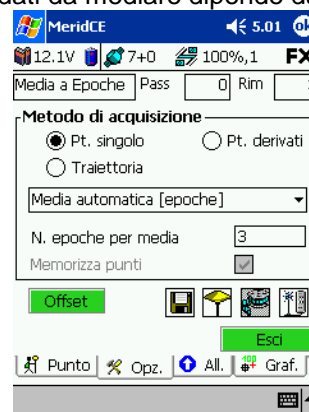 dati da mediare dipende da
MeridCE 5.01 ok
12.1V 7+0 100%,1 FX
Media a Epoche Pass 0 Rim
Metodo di acquisizione
Pt. singolo Pt. derivati
Traiettoria
Media automatica [epoche]
N. epoche per media 3
Memorizza punti
Offset
Esci
Punto Opz. All. Graf.